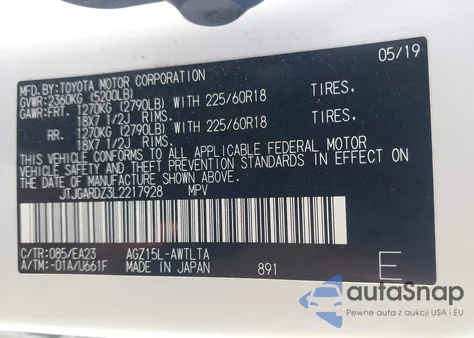 MFD.BY:TOYOTA MOTOR CORPORATION 05/19
GVWR: 2360KG (5200LB)
GAWR:FRT. 1270KG (2790LB) WITH 225/60R18 TIRES,
18X7 1/2J RIMS.
RR. 1270KG (2790LB) WITH 225/60R18 TIRES,
18X7 1/2J RIMS.
THIS VEHICLE CONFORMS TO ALL APPLICABLE FEDERAL MOTOR
VEHICLE SAFETY AND THEFT PREVENTION STANDARDS IN
EFFECT ON THE DATE OF MANUFACTURE SHOWN ABOVE.
JTJGARDZ3L2217928 MPV
C/TR:085/EA23 AGZ15L-AWTLTA
A/TM:-01A/U661F MADE IN JAPAN 891 E
autoSnap
Pewne auta z aukcji USA i EU